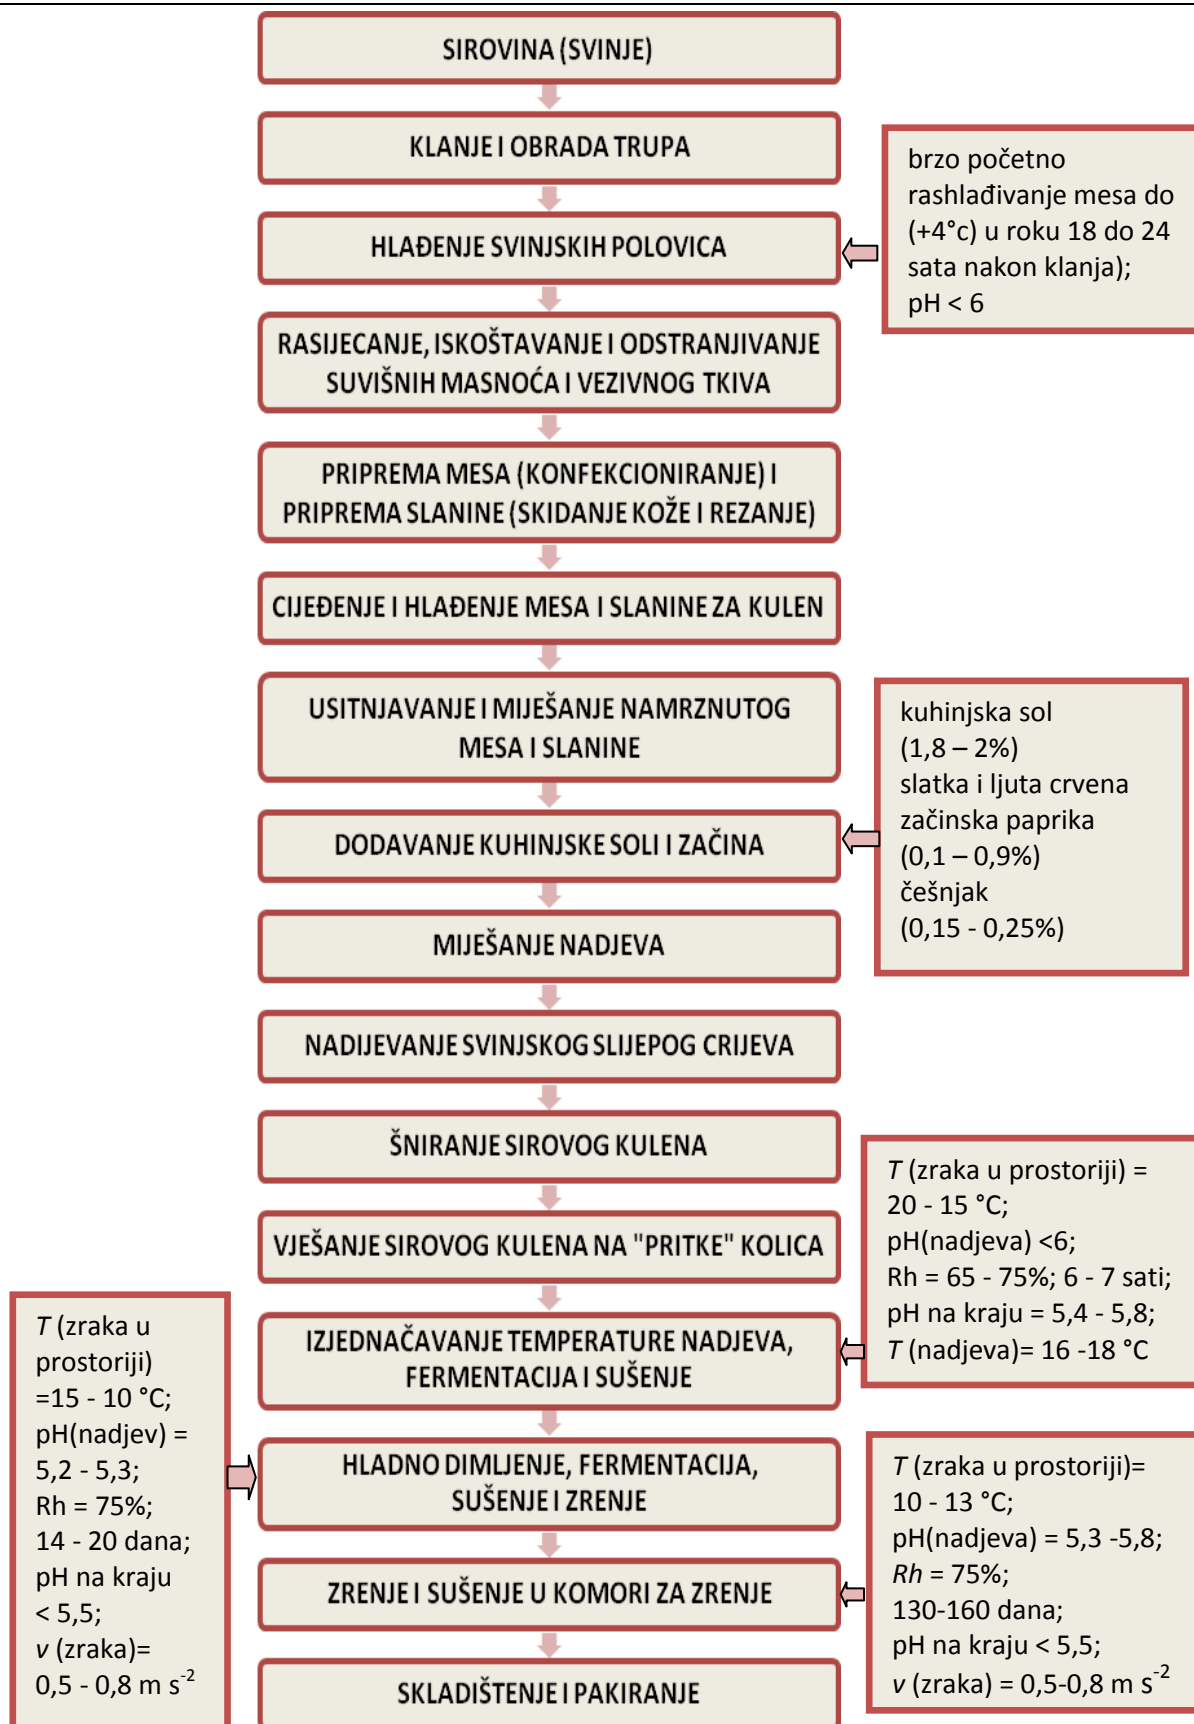 SIROVINA (SVINJE)
KLANJE I OBRADA TRUPA
HLAĐENJE SVINJSKIH POLOVICA
brzo početno
rashlađivanje mesa do
(+4°c) u roku 18 do 24
sata nakon klanja);
pH < 6
RASIJECANJE, ISKOŠTAVANJE I ODSTRANJIVANJE
SUVIŠNIH MASNOĆA I VEZIVNOG TKIVA
PRIPREMA MESA (KONFEKCIONIRANJE) I
PRIPREMA SLANINE (SKIDANJE KOŽE I REZANJE)
CIJEĐENJE I HLAĐENJE MESA I SLANINE ZA KULEN
USITNJAVANJE I MIJEŠANJE NAMRZNUTOG
MESA I SLANINE
DODAVANJE KUHINJSKE SOLI I ZAČINA
kuhinjska sol
(1,8 – 2%)
slatka i ljuta crvena
začinska paprika
(0,1 – 0,9%)
češnjak
(0,15 - 0,25%)
MIJEŠANJE NADJEVA
NADIJEVANJE SVINJSKOG SLIJEPOG CRIJEVA
ŠNIRANJE SIROVOG KULENA
VJEŠANJE SIROVOG KULENA NA "PRITKE" KOLICA
IZJEDNAČAVANJE TEMPERATURE NADJEVA,
FERMENTACIJA I SUŠENJE
T (zraka u prostoriji) =
20 - 15 °C;
pH(nadjeva) <6;
Rh = 65 - 75%; 6 - 7 sati;
pH na kraju = 5,4 - 5,8;
T (nadjeva)= 16 -18 °C
HLADNO DIMLJENJE, FERMENTACIJA,
SUŠENJE I ZRENJE
T (zraka u
prostoriji)
=15 - 10 °C;
pH(nadjev) =
5,2 - 5,3;
Rh = 75%;
14 - 20 dana;
pH na kraju
< 5,5;
v (zraka)=
0,5 - 0,8 m s⁻²
ZRENJE I SUŠENJE U KOMORI ZA ZRENJE
T (zraka u prostoriji)=
10 - 13 °C;
pH(nadjeva) = 5,3 -5,8;
Rh = 75%;
130-160 dana;
pH na kraju < 5,5;
v (zraka) = 0,5-0,8 m s⁻²
SKLADIŠTENJE I PAKIRANJE